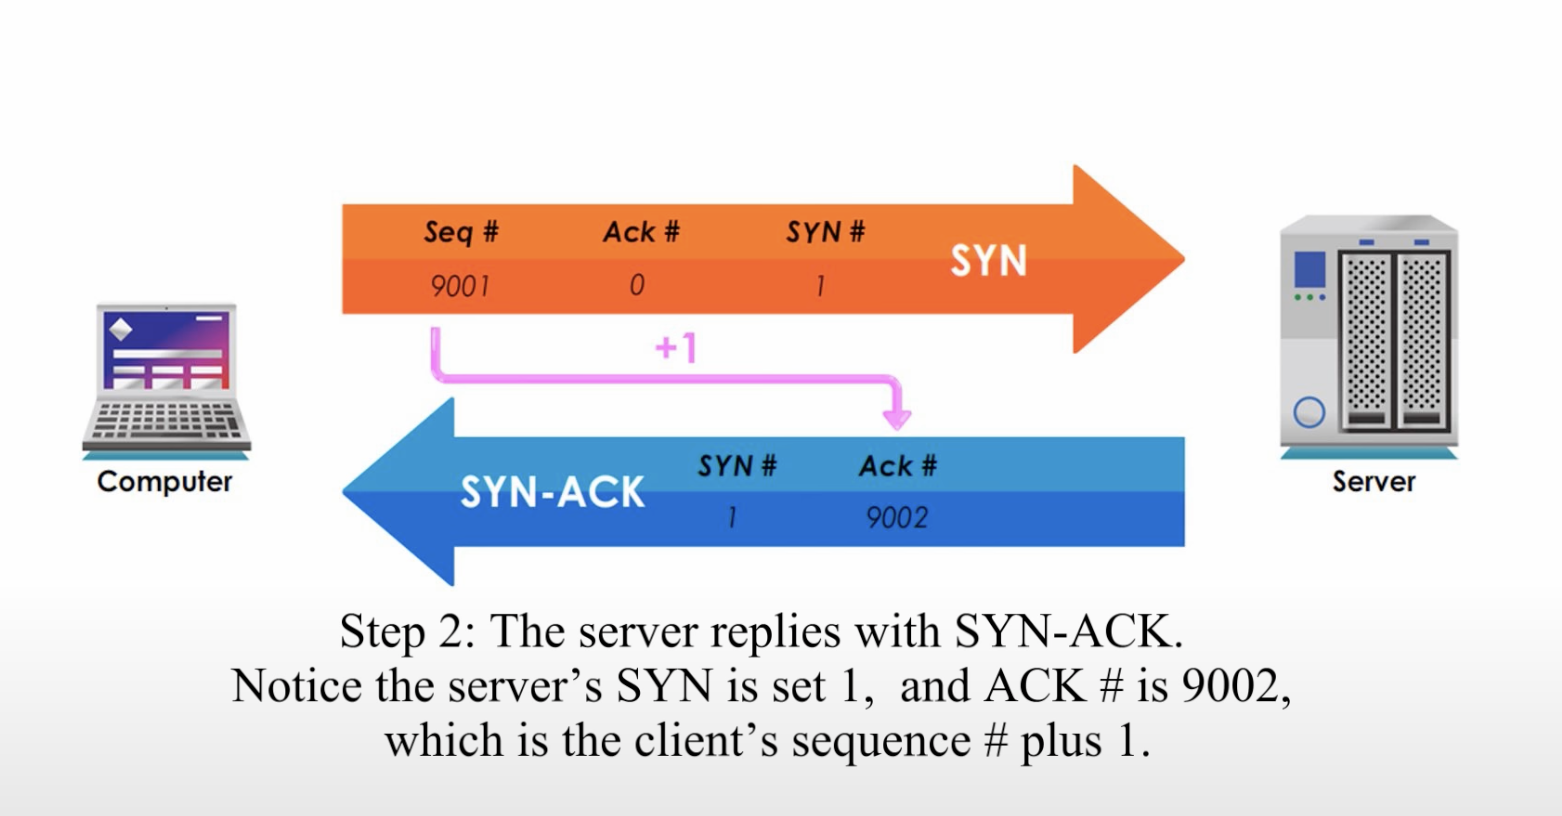 Seq # Ack # SYN #
SYN
9001 0 1
+1
SYN # Ack #
SYN-ACK
1 9002
Computer
Server
Step 2: The server replies with SYN-ACK.
Notice the server’s SYN is set 1, and ACK # is 9002,
which is the client’s sequence # plus 1.